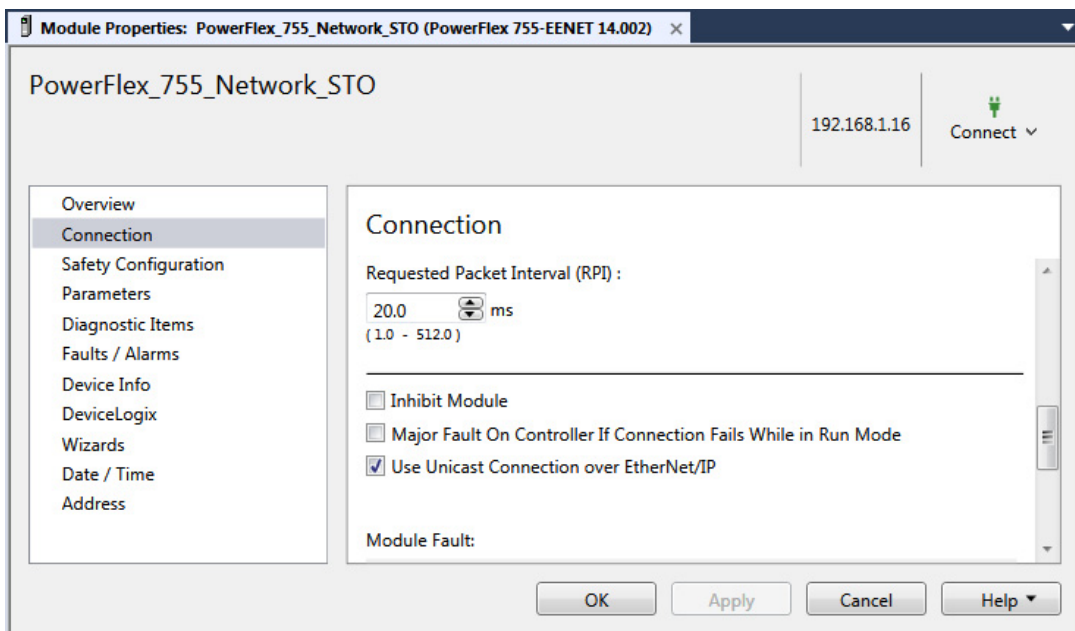 Module Properties: PowerFlex_755_Network_STO (PowerFlex 755-EENET 14.002)
PowerFlex_755_Network_STO
192.168.1.16
Connect
Overview
Connection
Safety Configuration
Parameters
Diagnostic Items
Faults / Alarms
Device Info
DeviceLogix
Wizards
Date / Time
Address
Connection
Requested Packet Interval (RPI) :
20.0 ms
( 1.0 - 512.0 )
Inhibit Module
Major Fault On Controller If Connection Fails While in Run Mode
Use Unicast Connection over EtherNet/IP
Module Fault:
OK
Apply
Cancel
Help